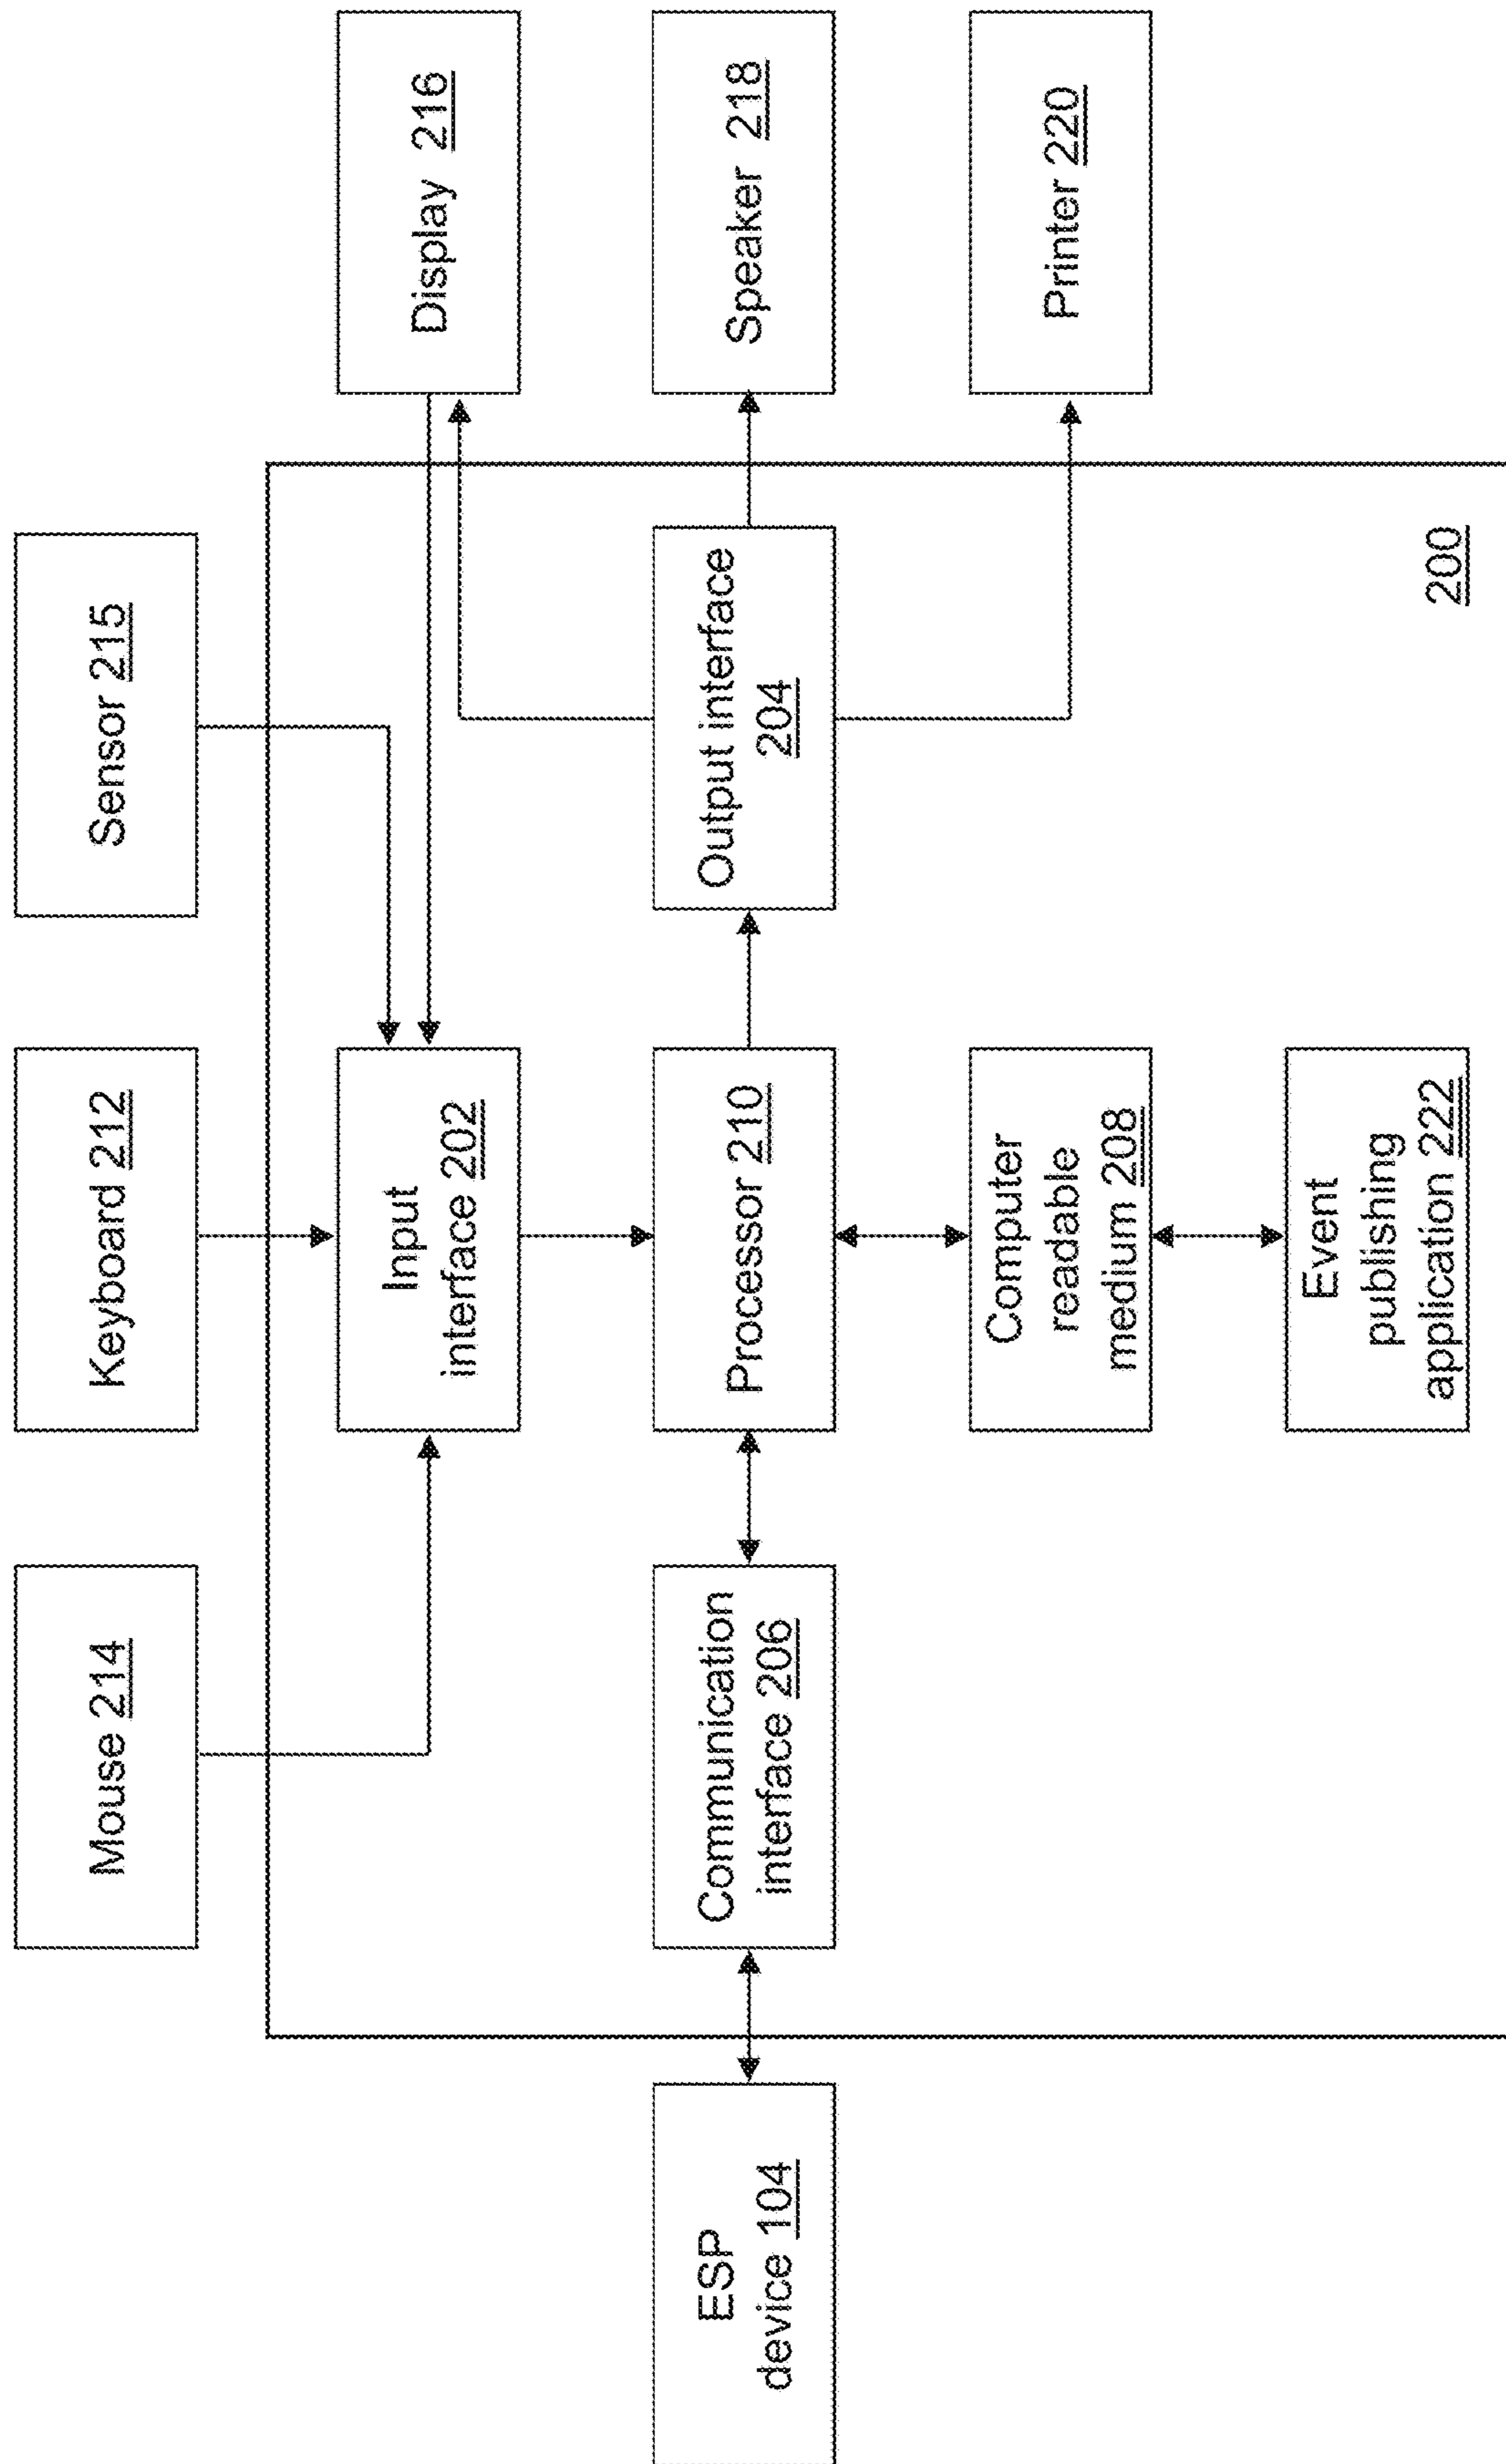 Mouse 214
Keyboard 212
Sensor 215
Input
interface 202
Display 216
ESP
device 104
Communication
interface 206
Processor 210
Output interface
204
Speaker 218
Computer
readable
medium 208
Printer 220
Event
publishing
application 222
200